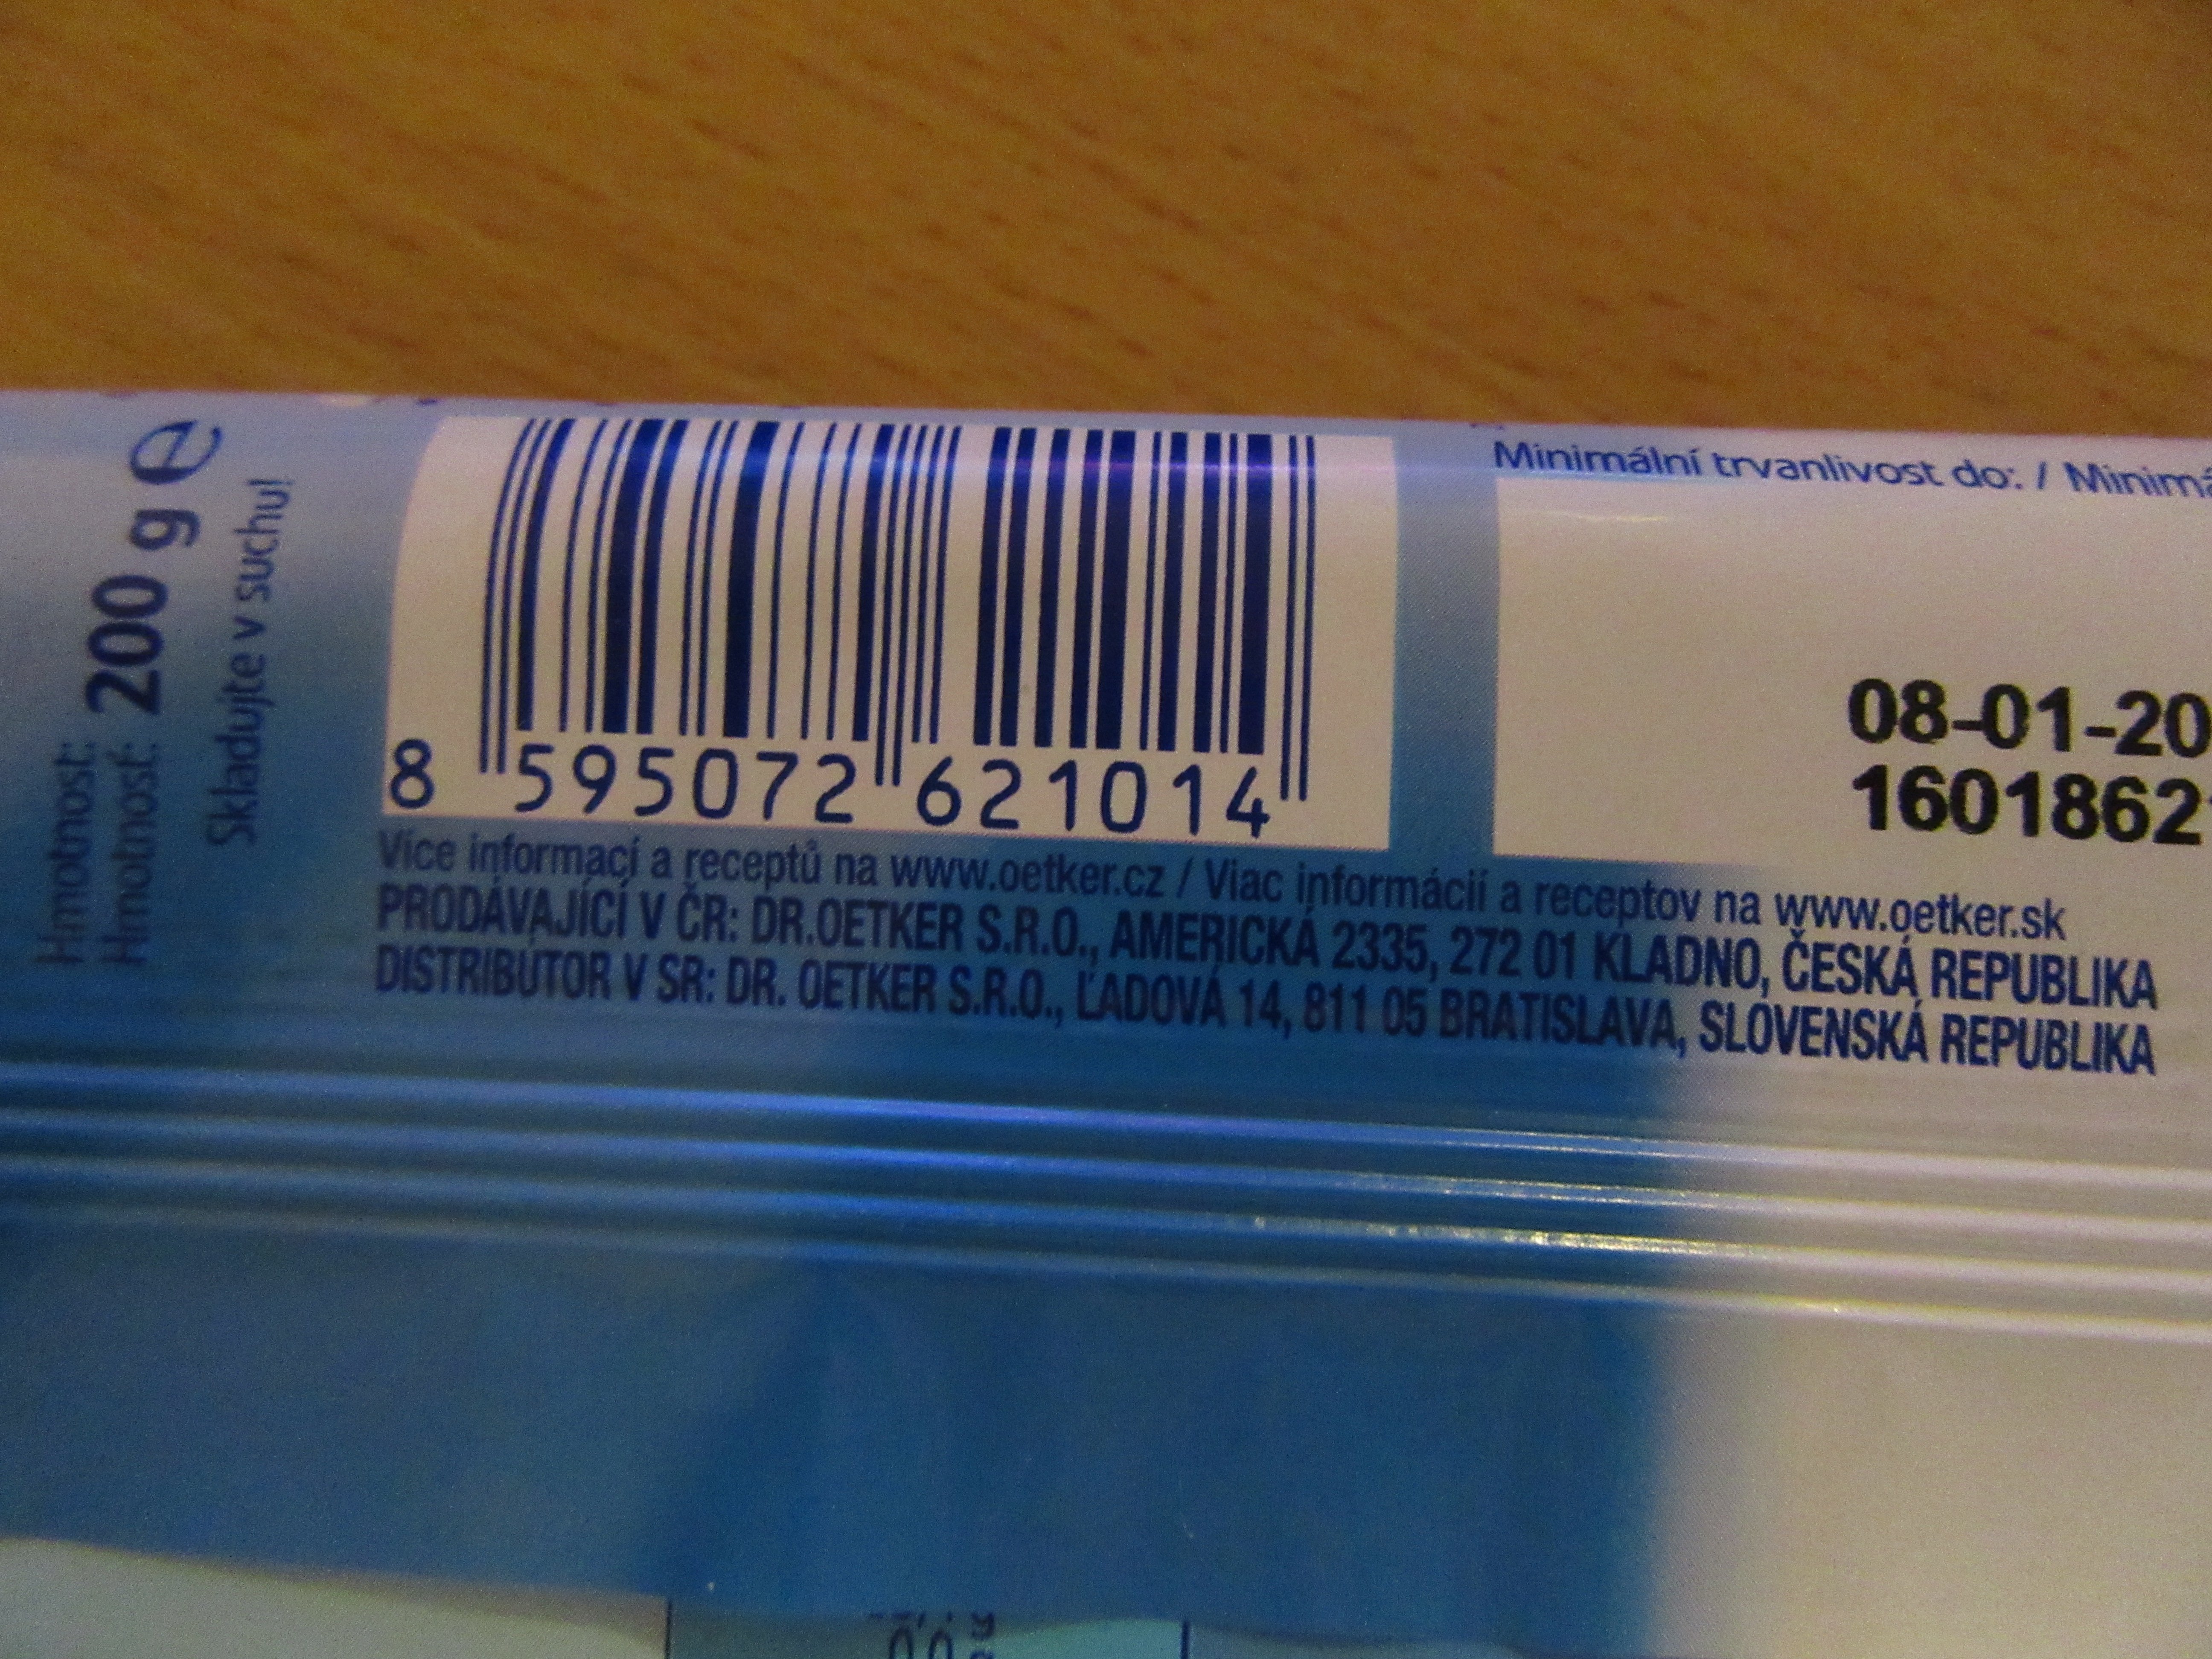 Hmotnost:
Hmotnosť: 200 g e
Skladujte v suchu!
8 595072 621014
Minimální trvanlivost do: /
08-01-20
1601862
Více informací a receptů na www.oetker.cz / Viac informácií a receptov na www.oetker.sk
PRODÁVAJÍCÍ V ČR: DR.OETKER S.R.O., AMERICKÁ 2335, 272 01 KLADNO, ČESKÁ REPUBLIKA
DISTRIBÚTOR V SR: DR. OETKER S.R.O., ĽADOVÁ 14, 811 05 BRATISLAVA, SLOVENSKÁ REPUBLIKA